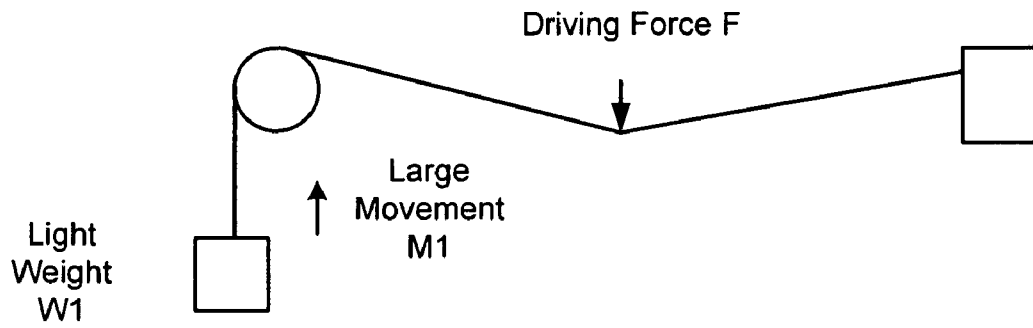 Driving Force F
Large
Movement
M1
Light
Weight
W1